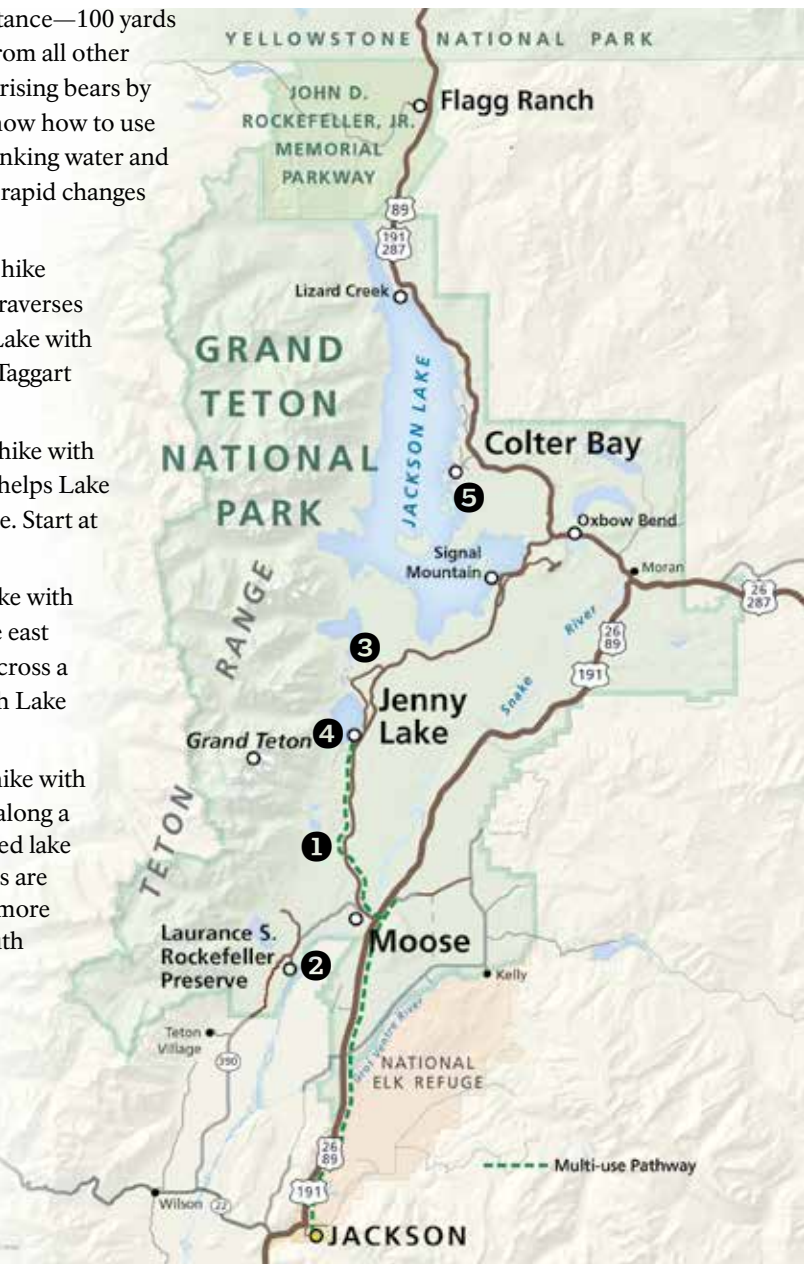 tance—100 yards
rom all other
rising bears by
now how to use
nking water and
rapid changes
hike
raverses
Lake with
Taggart
hike with
helps Lake
e. Start at
ke with
e east
cross a
h Lake
hike with
along a
ed lake
s are
more
uth
YELLOWSTONE NATIONAL PARK
JOHN D.
ROCKEFELLER, JR.
MEMORIAL
PARKWAY
Flagg Ranch
89
191
287
Lizard Creek
GRAND
TETON
NATIONAL
PARK
JACKSON LAKE
Colter Bay
5
Oxbow Bend
Signal
Mountain
Moran
26
287
TETON RANGE
Snake River
26
89
191
3
Jenny
Lake
Grand Teton
4
1
Moose
Laurance S.
Rockefeller
Preserve
2
Kelly
Teton
Village
390
Gros Ventre River
NATIONAL
ELK REFUGE
26
89
Multi-use Pathway
191
Wilson
22
JACKSON